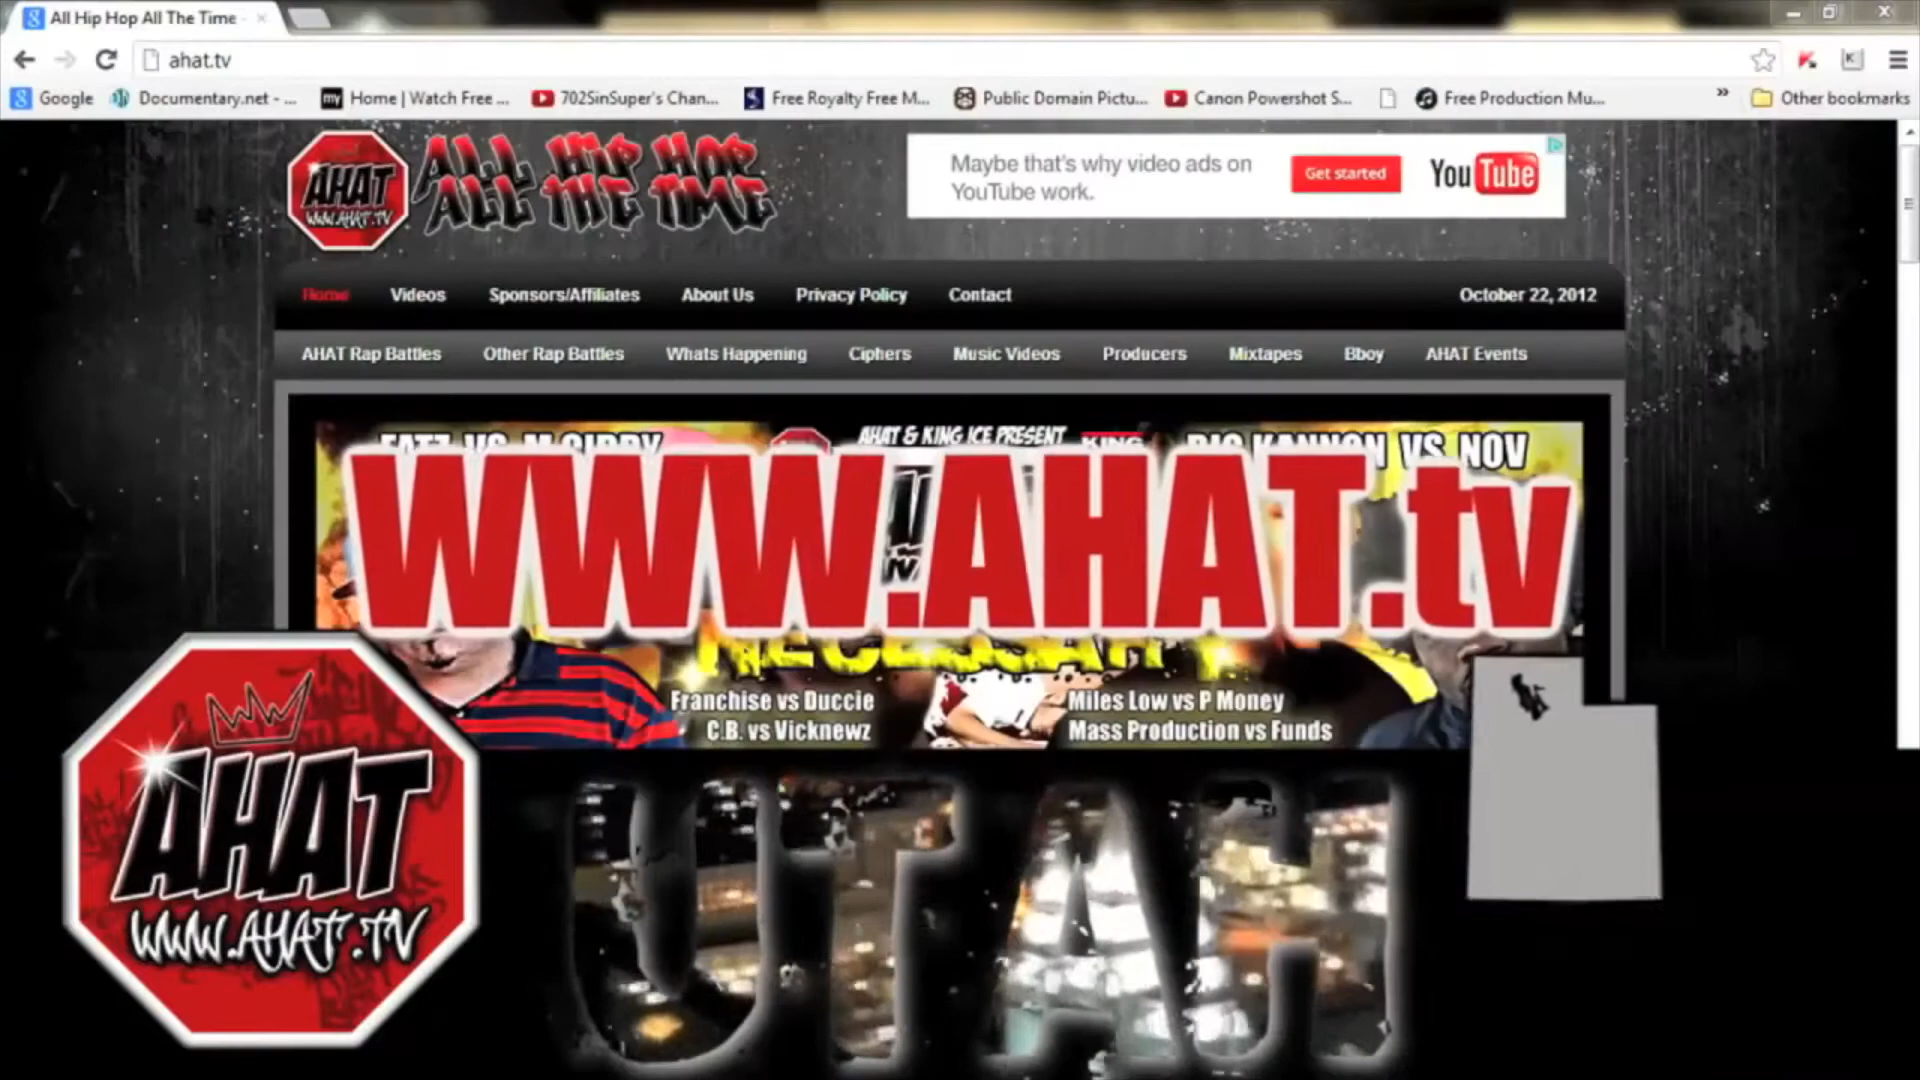 All Hip Hop All The Time -
ahat.tv
Google
Documentary.net - ...
my
Home | Watch Free ...
702SinSuper's Chan...
Free Royalty Free M...
Public Domain Pictu...
Canon Powershot S...
Free Production Mu...
Other bookmarks
AHAT
WWW.AHAT.TV
ALL HIP HOP
ALL THE TIME
Maybe that's why video ads on
YouTube work.
Get started
YouTube
Home Videos Sponsors/Affiliates About Us Privacy Policy Contact October 22, 2012
AHAT Rap Battles Other Rap Battles Whats Happening Ciphers Music Videos Producers Mixtapes Bboy AHAT Events
AHAT & KING ICE PRESENT
KING
VS NOV
WWW.AHAT.tv
Franchise vs Duccie
C.B. vs Vicknewz
Miles Low vs P Money
Mass Production vs Funds
AHAT
WWW.AHAT.TV
UTAH